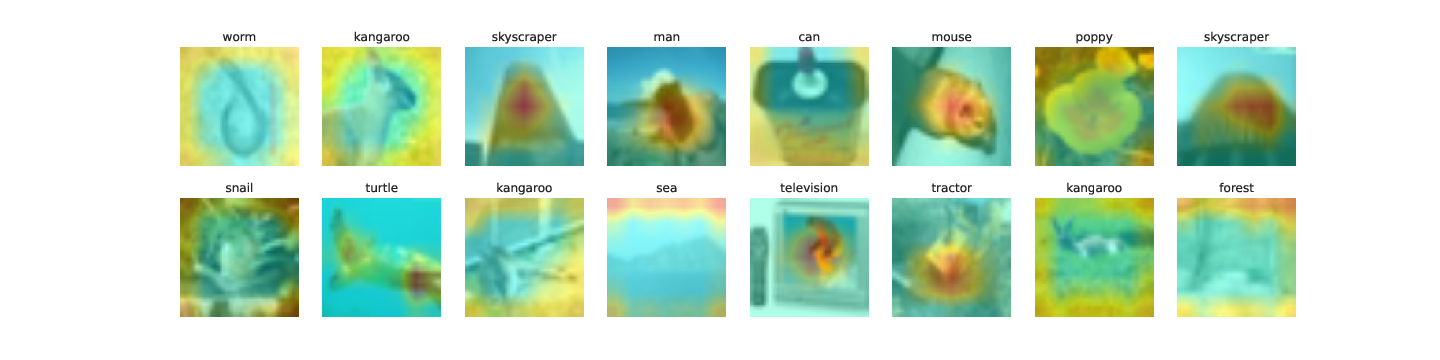 worm kangaroo skyscraper man can mouse poppy skyscraper
snail turtle kangaroo sea television tractor kangaroo forest